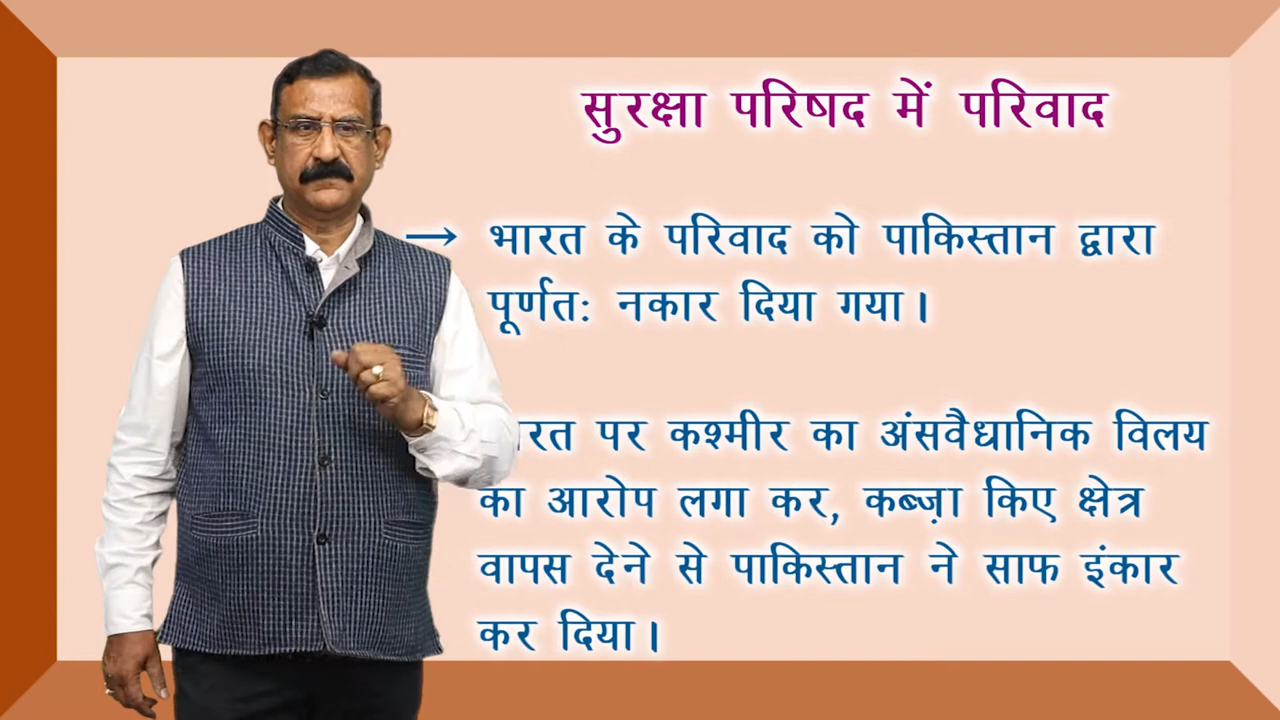 सुरक्षा परिषद में परिवाद
→ भारत के परिवाद को पाकिस्तान द्वारा
पूर्णतः नकार दिया गया।
पर कश्मीर का अंसवैधानिक विलय
का आरोप लगा कर, कब्ज़ा किए क्षेत्र
वापस देने से पाकिस्तान ने साफ इंकार
कर दिया।